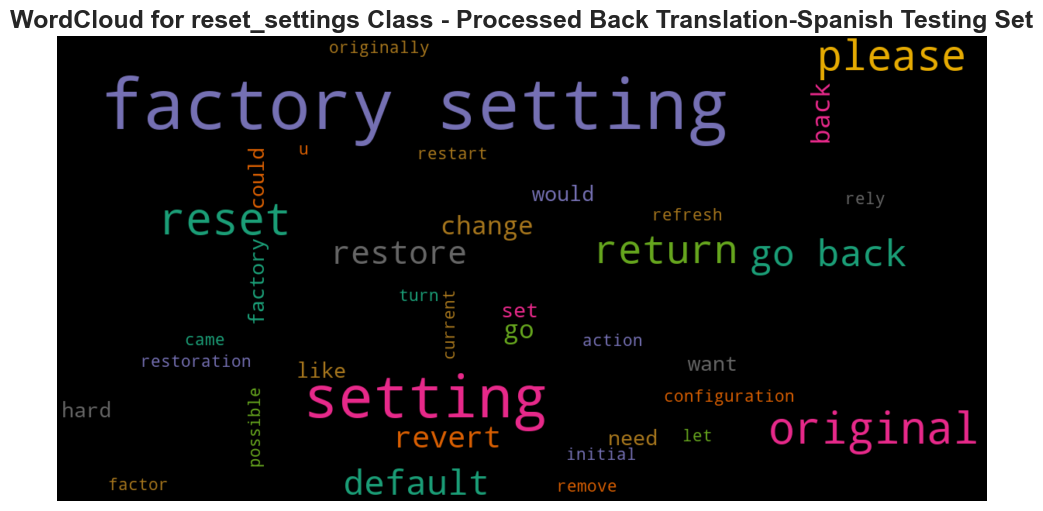 WordCloud for reset_settings Class - Processed Back Translation-Spanish Testing Set
originally
please
factory setting
back
could
u
restart
would
rely
reset
change
refresh
restore
return
go back
factory
turn
current
set
go
came
action
restoration
like
want
setting
configuration
hard
possible
original
revert
need
let
initial
default
factor
remove